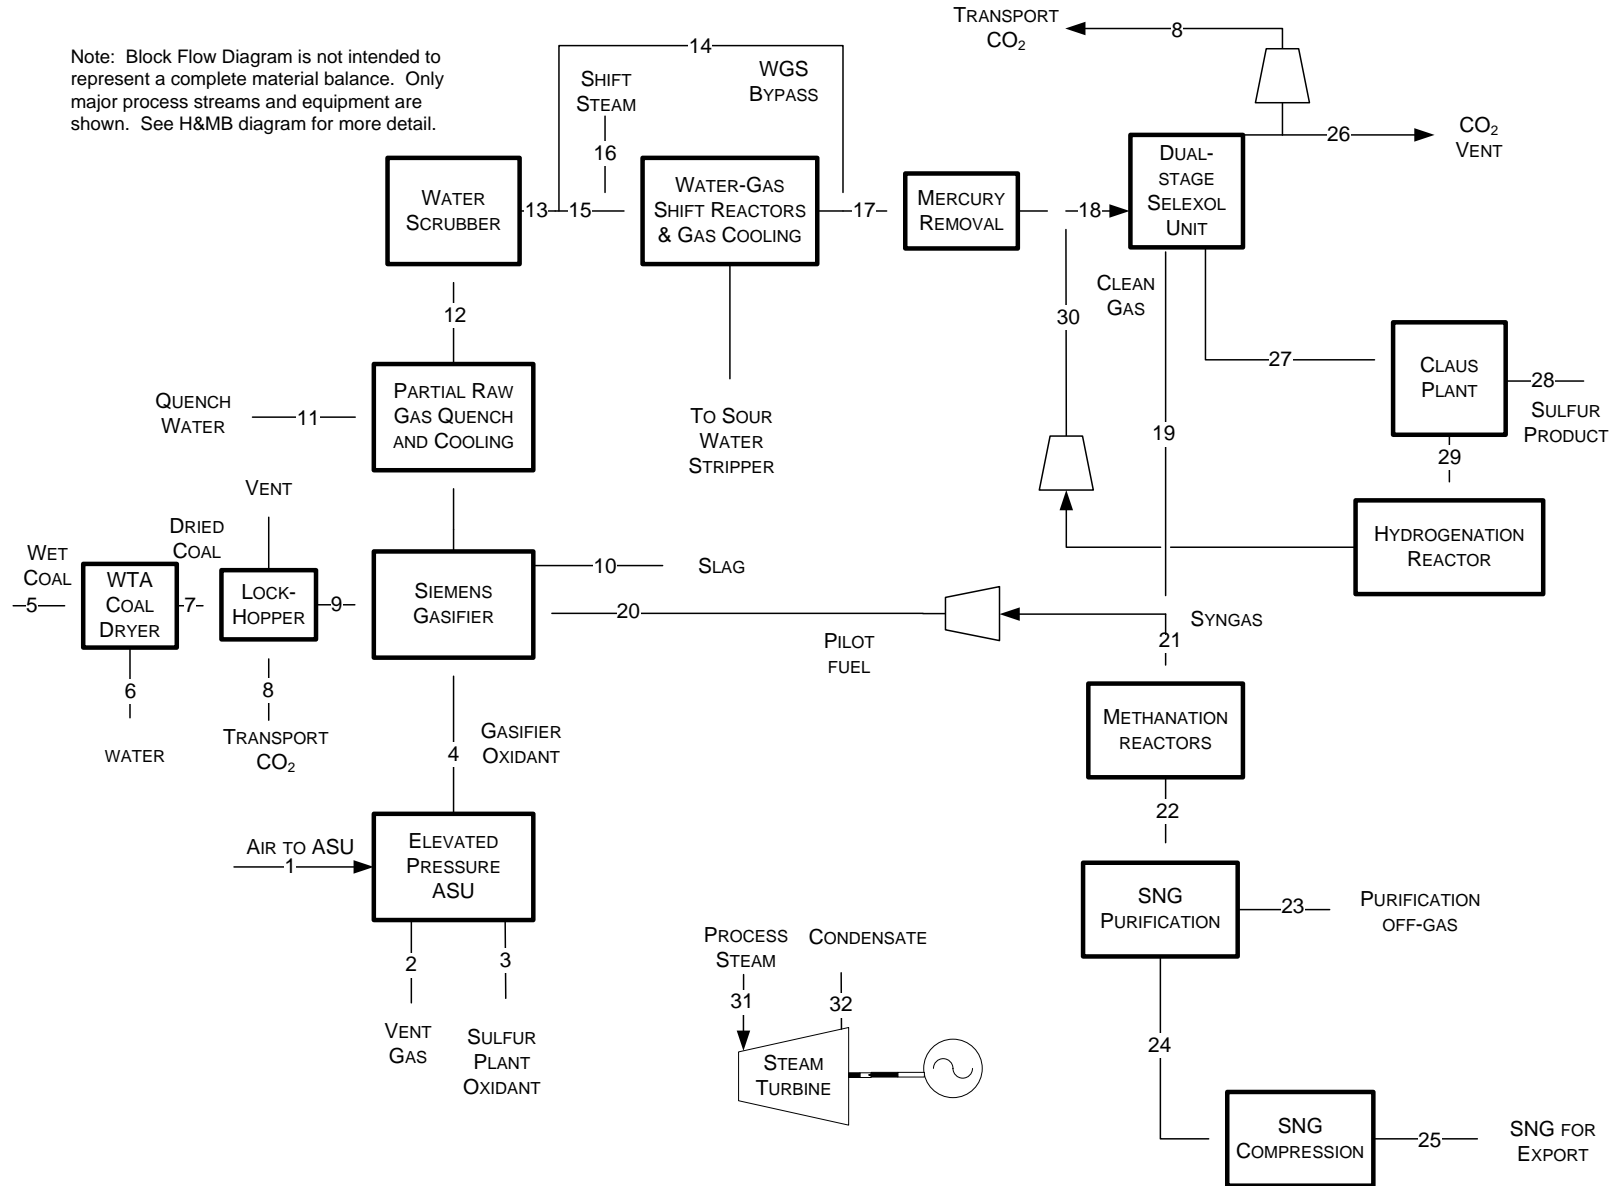 Note: Block Flow Diagram is not intended to
represent a complete material balance. Only
major process streams and equipment are
shown. See H&MB diagram for more detail.
TRANSPORT
CO2
8
14
WGS
BYPASS
SHIFT
STEAM
16
26
CO2
VENT
WATER
SCRUBBER
13
15
WATER-GAS
SHIFT REACTORS
& GAS COOLING
17
MERCURY
REMOVAL
18
DUAL-
STAGE
SELEXOL
UNIT
12
30
CLEAN
GAS
27
CLAUS
PLANT
28
SULFUR
PRODUCT
QUENCH
WATER
11
PARTIAL RAW
GAS QUENCH
AND COOLING
TO SOUR
WATER
STRIPPER
19
29
VENT
HYDROGENATION
REACTOR
WET
COAL
5
WTA
COAL
DRYER
DRIED
COAL
7
LOCK-
HOPPER
9
SIEMENS
GASIFIER
10
SLAG
20
PILOT
FUEL
21
SYNGAS
6
WATER
8
TRANSPORT
CO2
4
GASIFIER
OXIDANT
METHANATION
REACTORS
22
AIR TO ASU
1
ELEVATED
PRESSURE
ASU
SNG
PURIFICATION
23
PURIFICATION
OFF-GAS
2
3
VENT
GAS
SULFUR
PLANT
OXIDANT
PROCESS
STEAM
31
CONDENSATE
32
STEAM
TURBINE
24
SNG
COMPRESSION
25
SNG FOR
EXPORT